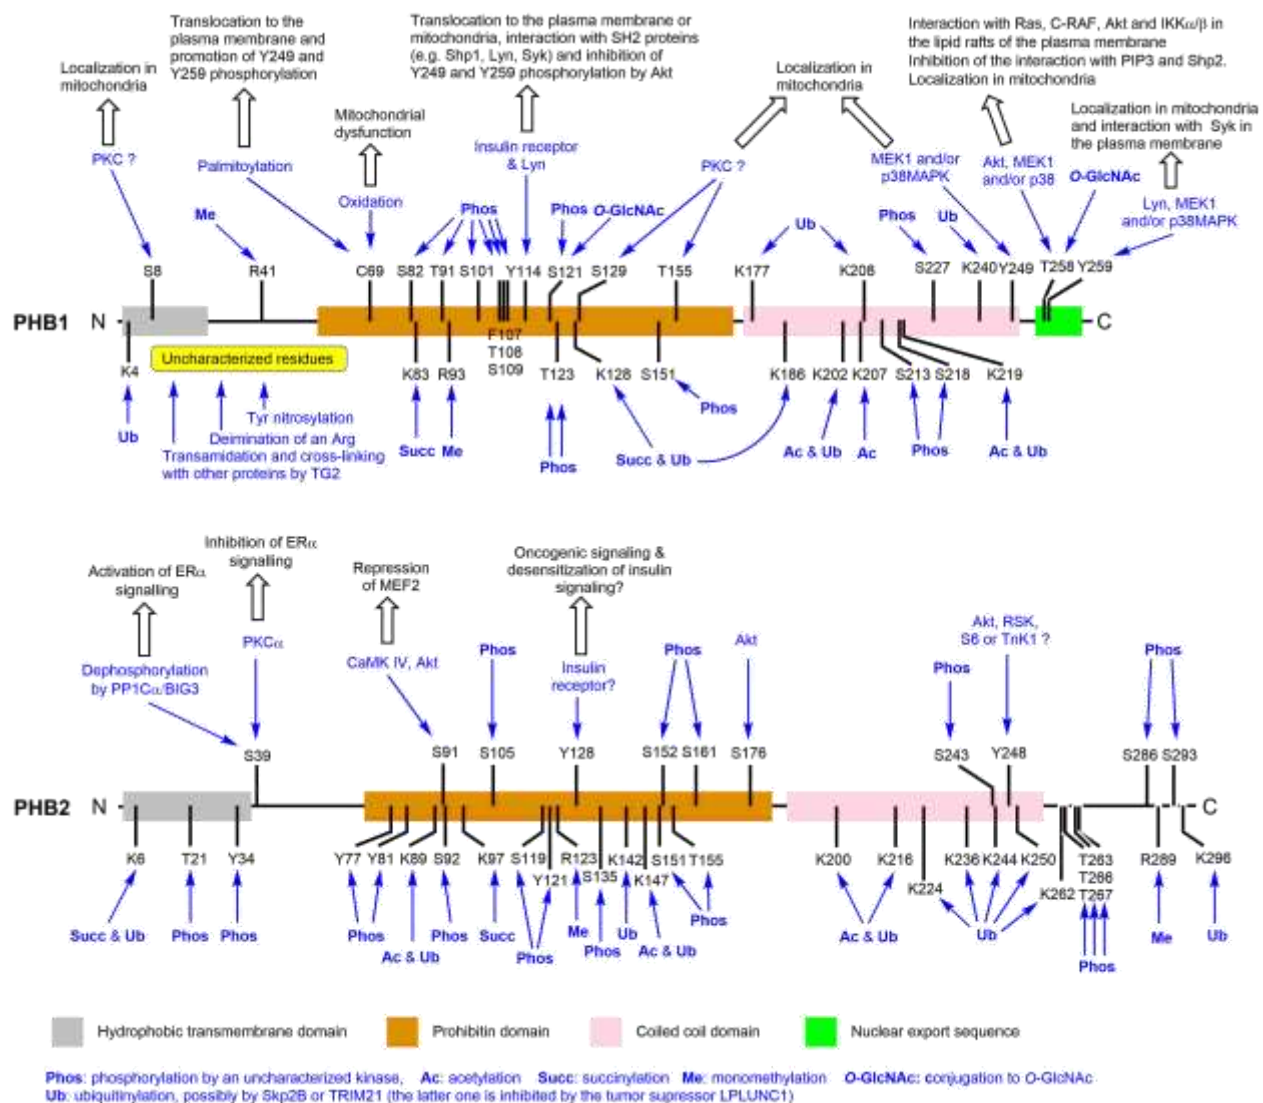 Translocation to the
plasma membrane and
promotion of Y249 and
Y259 phosphorylation
Translocation to the plasma membrane or
mitochondria, interaction with SH2 proteins
(e.g. Shp1, Lyn, Syk) and inhibition of
Y249 and Y259 phosphorylation by Akt
Interaction with Ras, C-RAF, Akt and IKKα/β in
the lipid rafts of the plasma membrane
Inhibition of the interaction with PIP3 and Shp2.
Localization in mitochondria
Localization in
mitochondria
Mitochondrial
dysfunction
Localization in
mitochondria
Localization in mitochondria
and interaction with Syk in
the plasma membrane
PKC ?
Palmitoylation
Oxidation
Insulin receptor
& Lyn
PKC ?
MEK1 and/or
p38MAPK
Akt, MEK1
and/or p38
O-GlcNAc
Lyn, MEK1
and/or p38MAPK
Me
Phos
Phos O-GlcNAc
Ub
Phos
Ub
S8
R41
C69
S82
T91
S101
Y114
S121
S129
T155
K177
K208
S227
K240
Y249
T258
Y259
PHB1
N
C
K4
Uncharacterized residues
K83
R93
F107
T108
S109
T123
K128
S151
K186
K202
K207
S213
S218
K219
Ub
Tyr nitrosylation
Deimination of an Arg
Transamidation and cross-linking
with other proteins by TG2
Succ
Me
Phos
Succ & Ub
Phos
Ac & Ub
Ac
Phos
Ac & Ub
Activation of ERα
signalling
Inhibition of ERα
signalling
Repression
of MEF2
Oncogenic signaling &
desensitization of insulin
signaling?
Dephosphorylation
by PP1Cα/BIG3
PKCα
CaMK IV, Akt
Phos
Insulin
receptor?
Phos
Akt
Phos
Akt, RSK,
S6 or TnK1 ?
Phos
S39
S91
S105
Y128
S152
S161
S176
S243
Y248
S286
S293
PHB2
N
C
K6
T21
Y34
Y77
Y81
K89
S92
K97
S119
Y121
R123
S135
K142
K147
S151
T155
K200
K216
K224
K236
K244
K250
K262
T263
T266
T267
R289
K296
Succ & Ub
Phos
Phos
Phos
Ac & Ub
Phos
Succ
Phos
Me
Phos
Ub
Ac & Ub
Phos
Ac & Ub
Ub
Phos
Me
Ub
Hydrophobic transmembrane domain
Prohibitin domain
Coiled coil domain
Nuclear export sequence
Phos: phosphorylation by an uncharacterized kinase, Ac: acetylation Succ: succinylation Me: monomethylation O-GlcNAc: conjugation to O-GlcNAc
Ub: ubiquitinylation, possibly by Skp2B or TRIM21 (the latter one is inhibited by the tumor supressor LPLUNC1)